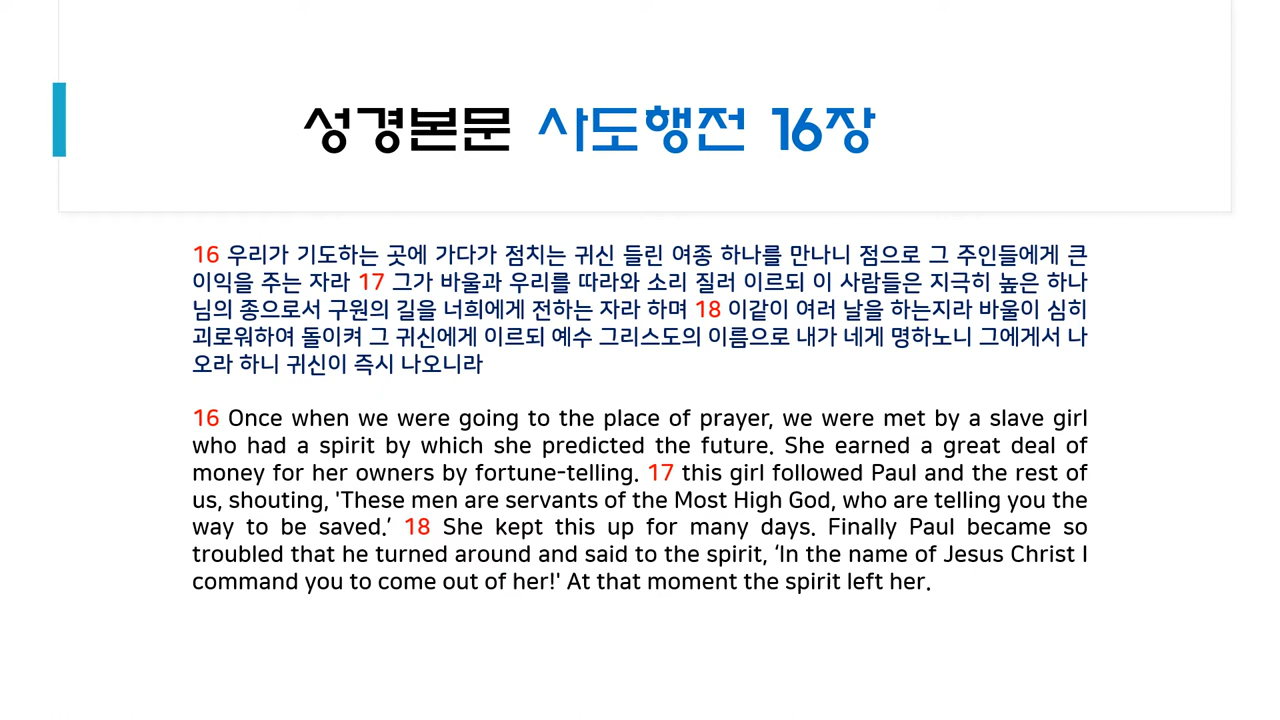 성경본문 사도행전 16장
16 우리가 기도하는 곳에 가다가 점치는 귀신 들린 여종 하나를 만나니 점으로 그 주인들에게 큰
이익을 주는 자라 17 그가 바울과 우리를 따라와 소리 질러 이르되 이 사람들은 지극히 높은 하나
님의 종으로서 구원의 길을 너희에게 전하는 자라 하며 18 이같이 여러 날을 하는지라 바울이 심히
괴로워하여 돌이켜 그 귀신에게 이르되 예수 그리스도의 이름으로 내가 네게 명하노니 그에게서 나
오라 하니 귀신이 즉시 나오니라
16 Once when we were going to the place of prayer, we were met by a slave girl
who had a spirit by which she predicted the future. She earned a great deal of
money for her owners by fortune-telling. 17 this girl followed Paul and the rest of
us, shouting, 'These men are servants of the Most High God, who are telling you the
way to be saved.’ 18 She kept this up for many days. Finally Paul became so
troubled that he turned around and said to the spirit, ‘In the name of Jesus Christ I
command you to come out of her!' At that moment the spirit left her.